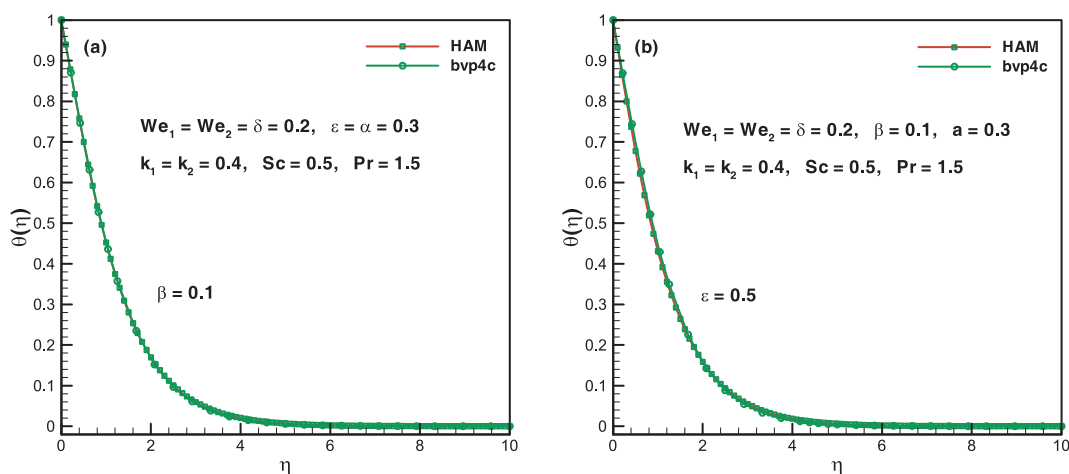 (a)
HAM
bvp4c
We₁ = We₂ = δ = 0.2, ε = α = 0.3
k₁ = k₂ = 0.4, Sc = 0.5, Pr = 1.5
β = 0.1
θ(η)
1
0.9
0.8
0.7
0.6
0.5
0.4
0.3
0.2
0.1
0
0 2 4 6 8 10
η
(b)
HAM
bvp4c
We₁ = We₂ = δ = 0.2, β = 0.1, a = 0.3
k₁ = k₂ = 0.4, Sc = 0.5, Pr = 1.5
ε = 0.5
θ(η)
1
0.9
0.8
0.7
0.6
0.5
0.4
0.3
0.2
0.1
0
0 2 4 6 8 10
η